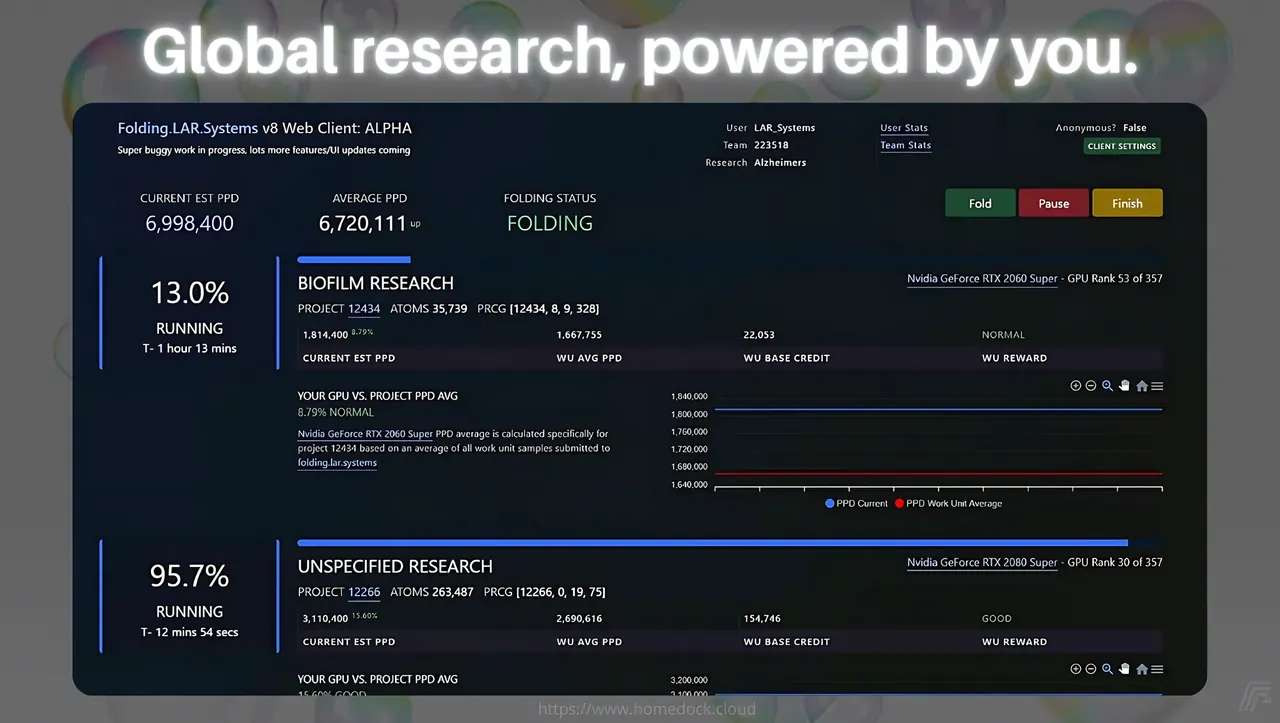 Global research, powered by you.
Folding.LAR.Systems v8 Web Client: ALPHA
Super buggy work in progress, lots more features/UI updates coming
User LAR_Systems
Team 223518
Research Alzheimers
User Stats
Team Stats
Anonymous? False
CLIENT SETTINGS
CURRENT EST PPD
6,998,400
AVERAGE PPD
6,720,111 up
FOLDING STATUS
FOLDING
Fold
Pause
Finish
13.0%
RUNNING
T- 1 hour 13 mins
BIOFILM RESEARCH
Nvidia GeForce RTX 2060 Super - GPU Rank 53 of 357
PROJECT 12434 ATOMS 35,739 PRCG [12434, 8, 9, 328]
1,814,400 8.79% 1,667,755 22,053 NORMAL
CURRENT EST PPD WU AVG PPD WU BASE CREDIT WU REWARD
YOUR GPU VS. PROJECT PPD AVG
8.79% NORMAL
Nvidia GeForce RTX 2060 Super PPD average is calculated specifically for
project 12434 based on an average of all work unit samples submitted to
folding.lar.systems
1,840,000
1,800,000
1,760,000
1,720,000
1,680,000
1,640,000
PPD Current PPD Work Unit Average
95.7%
RUNNING
T- 12 mins 54 secs
UNSPECIFIED RESEARCH
Nvidia GeForce RTX 2080 Super - GPU Rank 30 of 357
PROJECT 12266 ATOMS 263,487 PRCG [12266, 0, 19, 75]
3,110,400 15.60% 2,690,616 154,746 GOOD
CURRENT EST PPD WU AVG PPD WU BASE CREDIT WU REWARD
YOUR GPU VS. PROJECT PPD AVG
15.60% GOOD
3,200,000
3,100,000
https://www.homedock.cloud